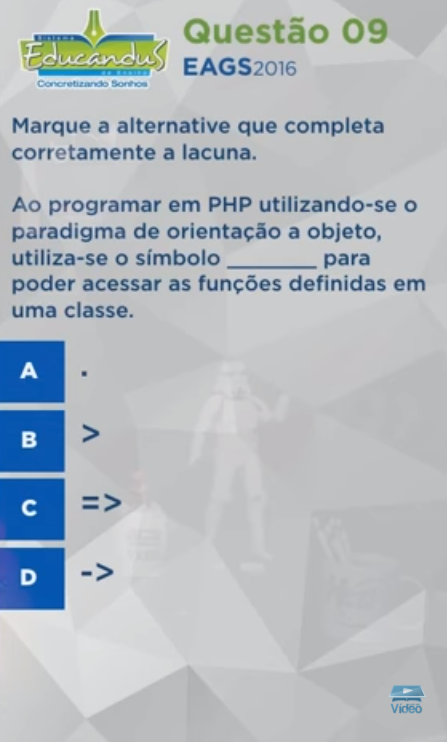 Sistema
Educandus
de Ensino
Concretizando Sonhos
Questão 09
EAGS2016
Marque a alternative que completa
corretamente a lacuna.
Ao programar em PHP utilizando-se o
paradigma de orientação a objeto,
utiliza-se o símbolo ________ para
poder acessar as funções definidas em
uma classe.
A .
B >
C =>
D ->
Vídeo